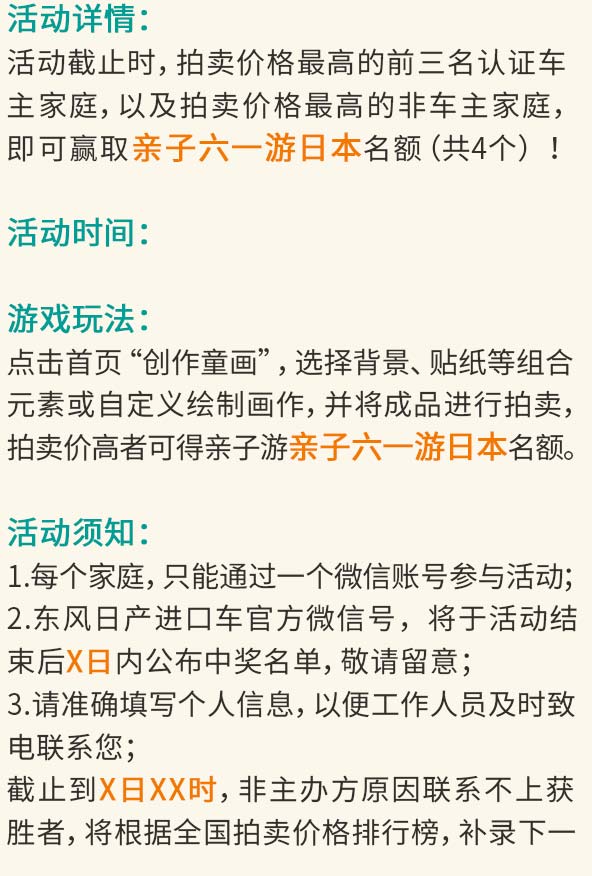 活动详情：
活动截止时，拍卖价格最高的前三名认证车
主家庭，以及拍卖价格最高的非车主家庭，
即可赢取亲子六一游日本名额（共4个）！
活动时间：
游戏玩法：
点击首页“创作童画”，选择背景、贴纸等组合
元素或自定义绘制画作，并将成品进行拍卖，
拍卖价高者可得亲子游亲子六一游日本名额。
活动须知：
1.每个家庭，只能通过一个微信账号参与活动；
2.东风日产进口车官方微信号，将于活动结
束后X日内公布中奖名单，敬请留意；
3.请准确填写个人信息，以便工作人员及时致
电联系您；
截止到X日XX时，非主办方原因联系不上获
胜者，将根据全国拍卖价格排行榜，补录下一